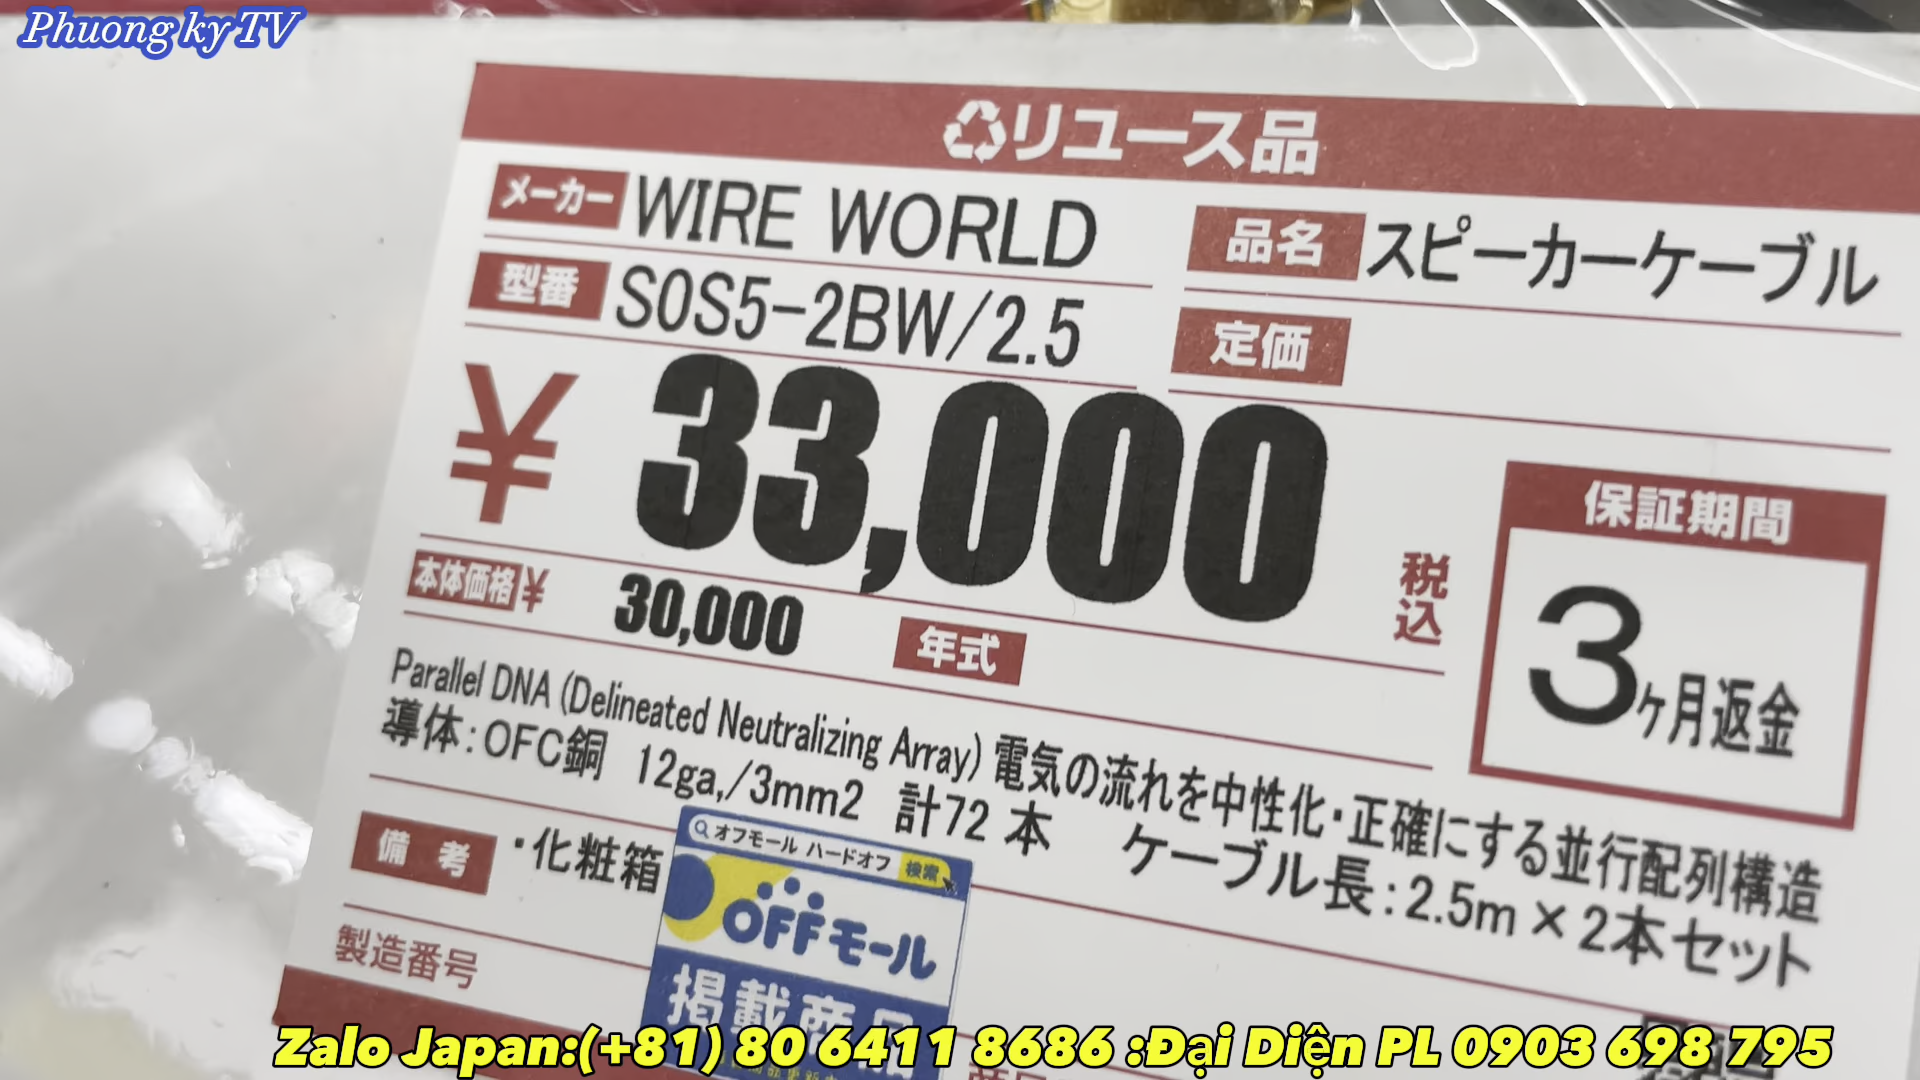 Phuong ky TV
リユース品
メーカー WIRE WORLD
品名 スピーカーケーブル
型番 SOS5-2BW/2.5
定価
¥ 33,000 税込
保証期間
3ヶ月返金
本体価格¥ 30,000 年式
Parallel DNA (Delineated Neutralizing Array) 電気の流れを中性化・正確にする並行配列構造
導体:OFC銅 12ga,/3mm2 計72本 ケーブル長:2.5m×2本セット
備考 ・化粧箱
オフモール ハードオフ 検索
OFFモール
掲載商品
製造番号
Zalo Japan:(+81) 80 6411 8686 :Đại Diện PL 0903 698 795